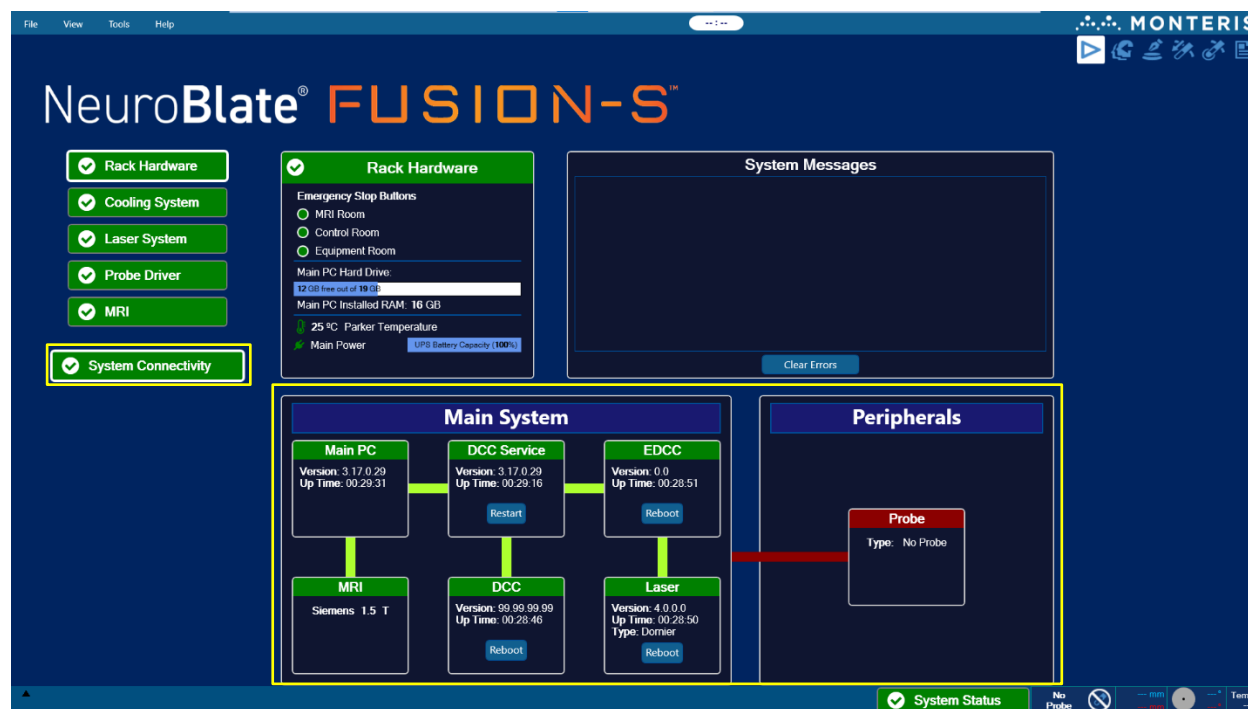 File View Tools Help
-- : --
MONTERIS
NeuroBlate® FUSION-S™
Rack Hardware
Cooling System
Laser System
Probe Driver
MRI
System Connectivity
Rack Hardware
Emergency Stop Buttons
MRI Room
Control Room
Equipment Room
Main PC Hard Drive:
12 GB free out of 19 GB
Main PC Installed RAM: 16 GB
25 ºC Parker Temperature
Main Power UPS Battery Capacity (100%)
System Messages
Clear Errors
Main System
Main PC
Version: 3.17.0.29
Up Time: 00:29:31
DCC Service
Version: 3.17.0.29
Up Time: 00:29:16
Restart
EDCC
Version: 0.0
Up Time: 00:28:51
Reboot
MRI
Siemens 1.5 T
DCC
Version: 99.99.99.99
Up Time: 00:28:46
Reboot
Laser
Version: 4.0.0.0
Up Time: 00:28:50
Type: Dornier
Reboot
Peripherals
Probe
Type: No Probe
System Status
No
Probe
-- mm
--°
Tem